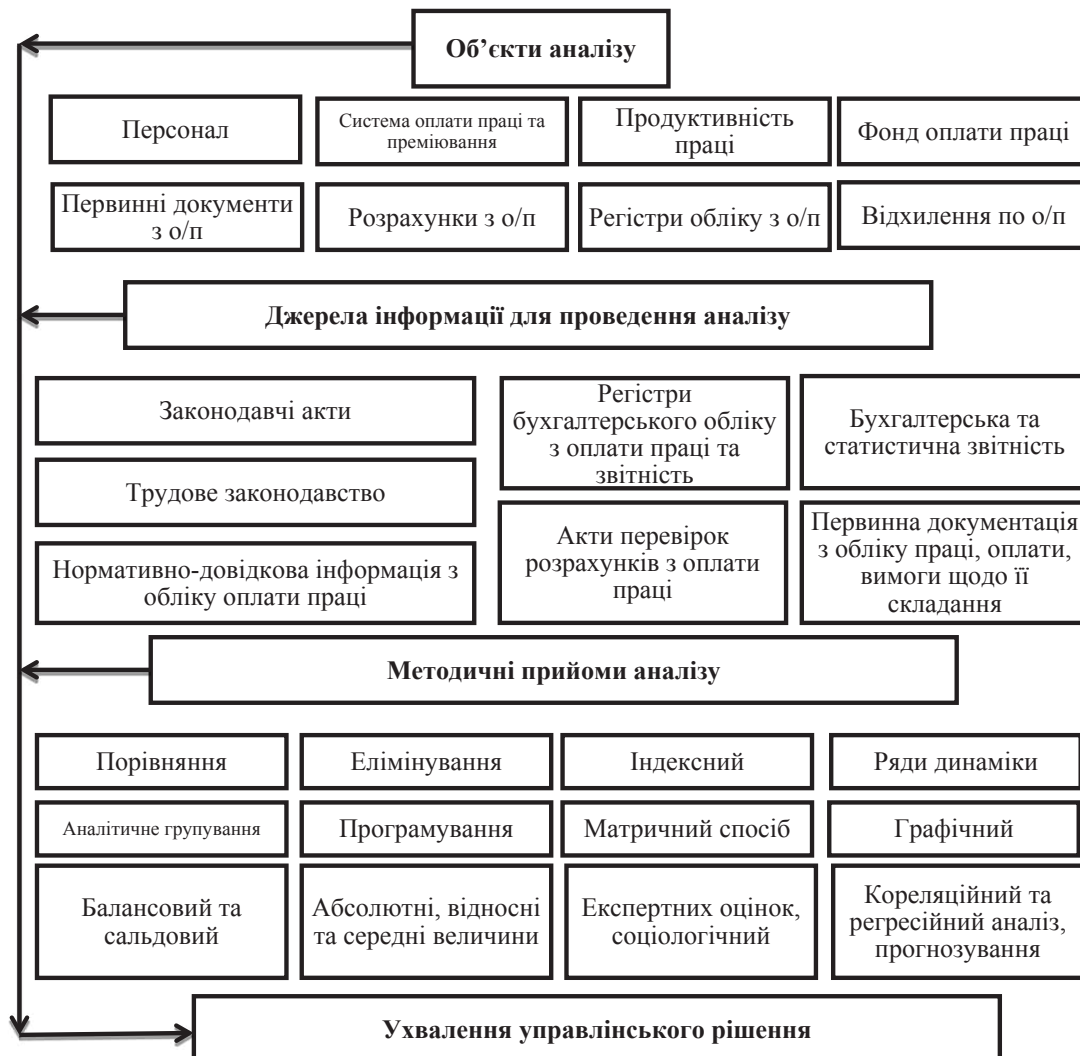 Об’єкти аналізу
Персонал
Система оплати праці та
преміювання
Продуктивність
праці
Фонд оплати праці
Первинні документи
з о/п
Розрахунки з о/п
Регістри обліку з о/п
Відхилення по о/п
Джерела інформації для проведення аналізу
Законодавчі акти
Трудове законодавство
Нормативно-довідкова інформація з
обліку оплати праці
Регістри
бухгалтерського обліку
з оплати праці та
звітність
Акти перевірок
розрахунків з оплати
праці
Бухгалтерська та
статистична звітність
Первинна документація
з обліку праці, оплати,
вимоги щодо її
складання
Методичні прийоми аналізу
Порівняння
Елімінування
Індексний
Ряди динаміки
Аналітичне групування
Програмування
Матричний спосіб
Графічний
Балансовий та
сальдовий
Абсолютні, відносні
та середні величини
Експертних оцінок,
соціологічний
Кореляційний та
регресійний аналіз,
прогнозування
Ухвалення управлінського рішення